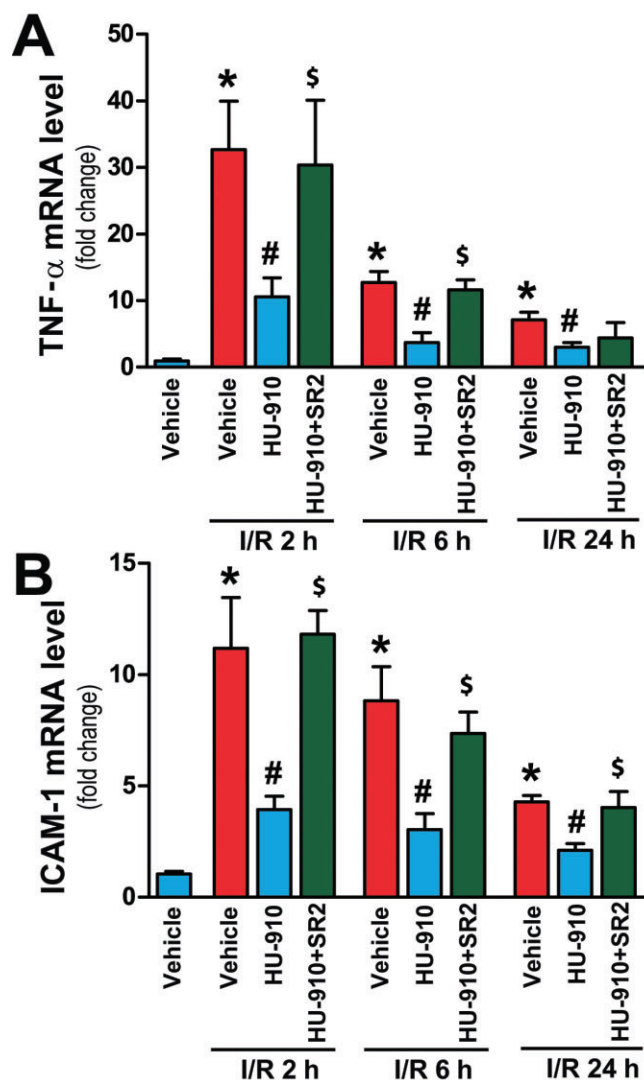 A
TNF-α mRNA level
(fold change)
50
40
30
20
10
0
*
#
$
*
#
$
*
#
Vehicle
Vehicle
HU-910
HU-910+SR2
Vehicle
HU-910
HU-910+SR2
Vehicle
HU-910
HU-910+SR2
I/R 2 h
I/R 6 h
I/R 24 h
B
ICAM-1 mRNA level
(fold change)
15
10
5
0
*
#
$
*
#
$
*
#
$
Vehicle
Vehicle
HU-910
HU-910+SR2
Vehicle
HU-910
HU-910+SR2
Vehicle
HU-910
HU-910+SR2
I/R 2 h
I/R 6 h
I/R 24 h